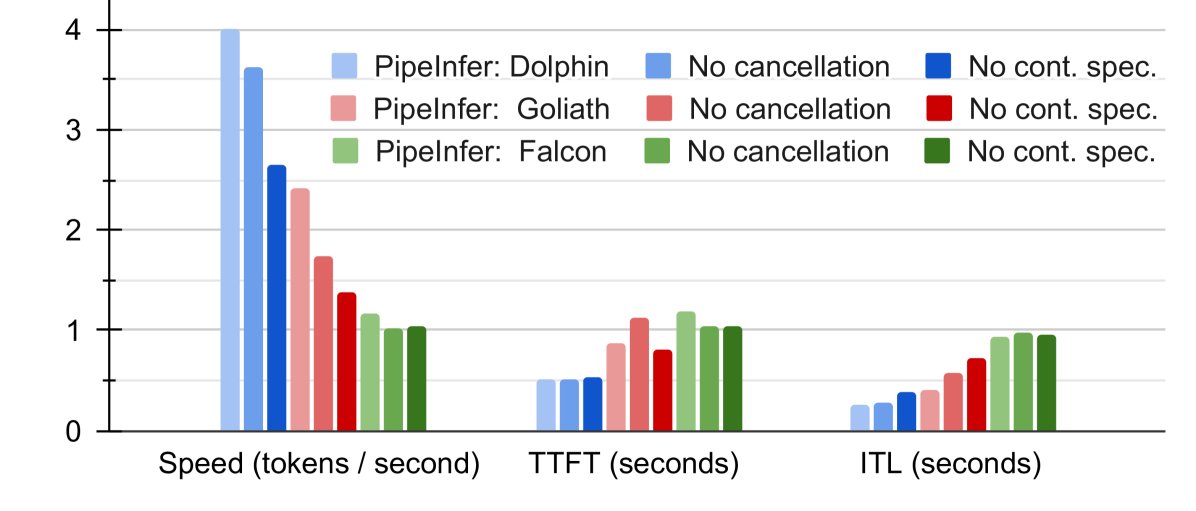 4
PipeInfer: Dolphin No cancellation No cont. spec.
PipeInfer: Goliath No cancellation No cont. spec.
3
PipeInfer: Falcon No cancellation No cont. spec.
2
1
0
Speed (tokens / second) TTFT (seconds) ITL (seconds)